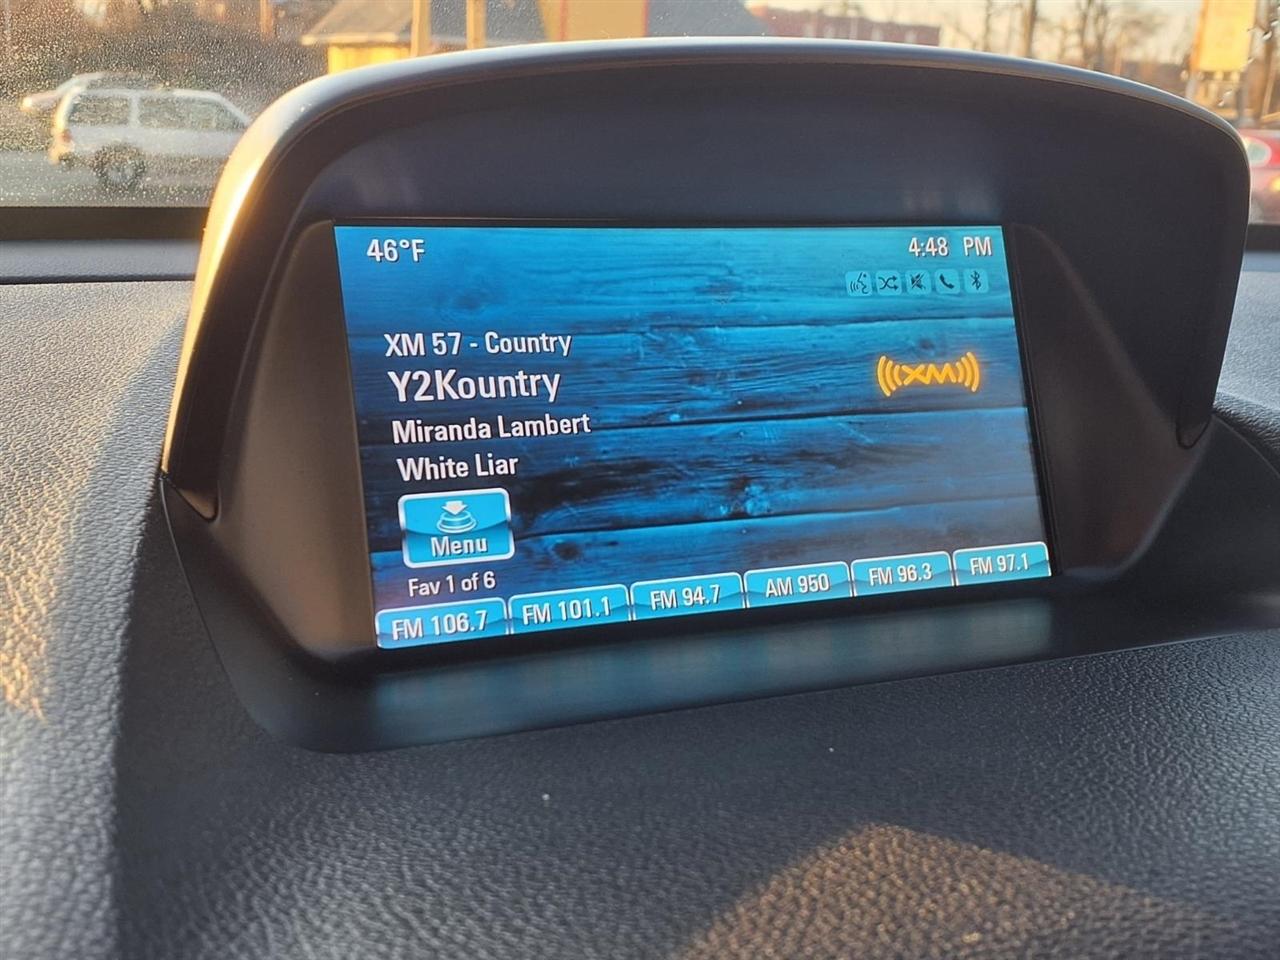 46°F
4:48 PM
XM 57 - Country
Y2Kountry
XM
Miranda Lambert
White Liar
Menu
Fav 1 of 6
FM 106.7 FM 101.1 FM 94.7 AM 950 FM 96.3 FM 97.1